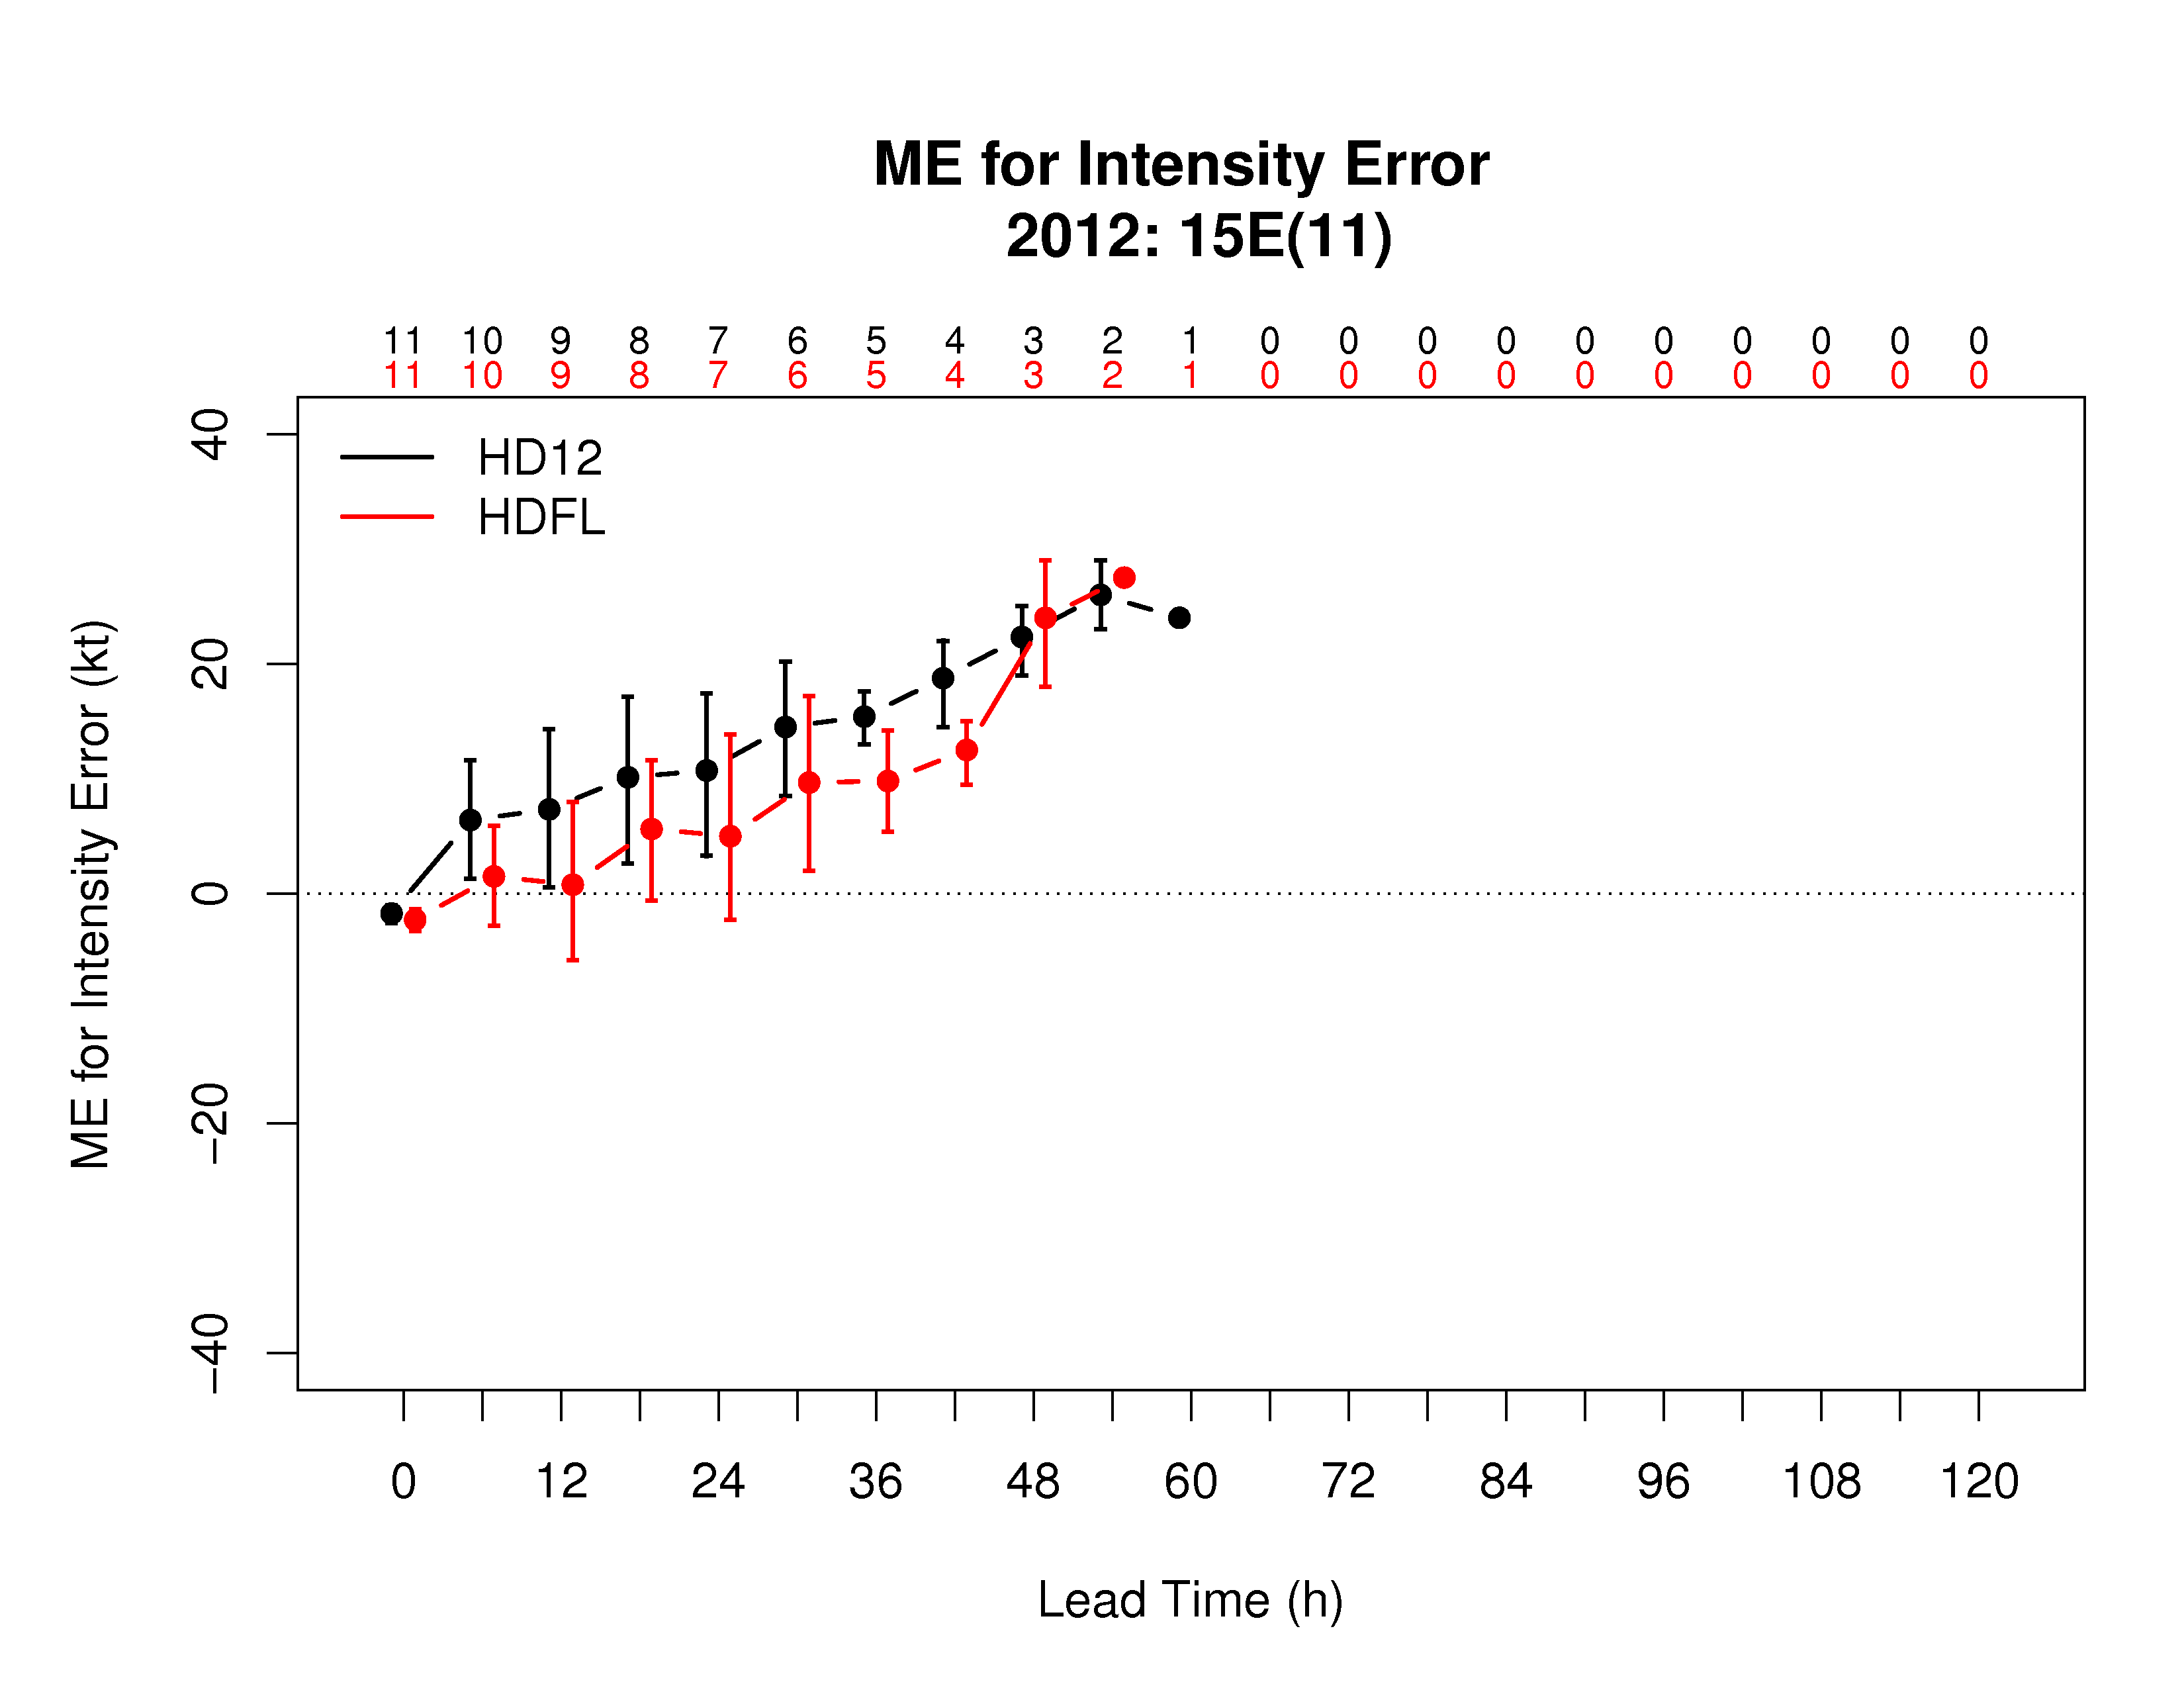 ME for Intensity Error
2012: 15E(11)
11 10 9 8 7 6 5 4 3 2 1 0 0 0 0 0 0 0 0 0 0
11 10 9 8 7 6 5 4 3 2 1 0 0 0 0 0 0 0 0 0 0
HD12
HDFL
ME for Intensity Error (kt)
40
20
0
−20
−40
0 12 24 36 48 60 72 84 96 108 120
Lead Time (h)